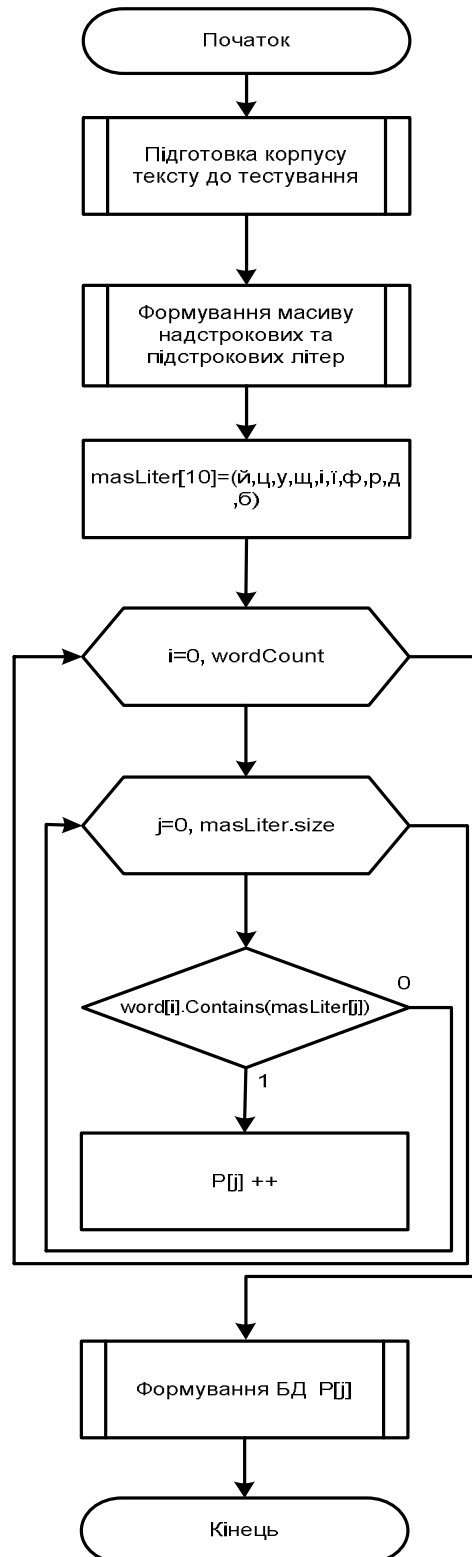 Початок
Підготовка корпусу
тексту до тестування
Формування масиву
надстрокових та
підстрокових літер
masLiter[10]=(й,ц,у,щ,і,ї,ф,р,д
,б)
i=0, wordCount
j=0, masLiter.size
0
word[i].Contains(masLiter[j])
1
P[j] ++
Формування БД P[j]
Кінець